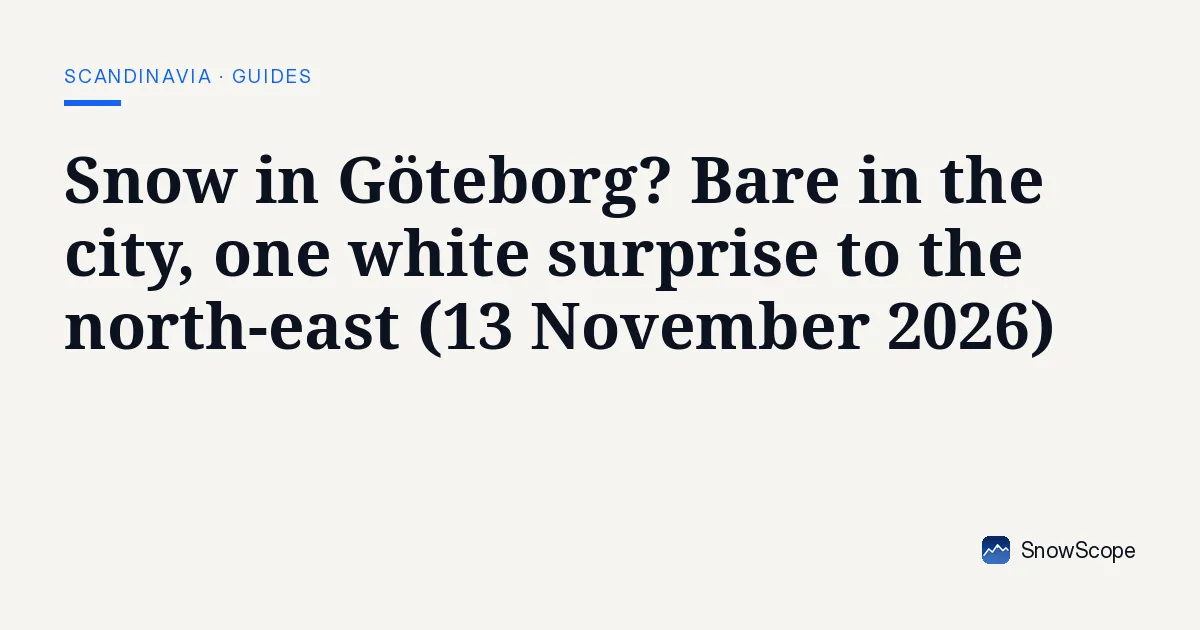 SCANDINAVIA · GUIDES
Snow in Göteborg? Bare in the
city, one white surprise to the
north-east (13 November 2026)
SnowScope